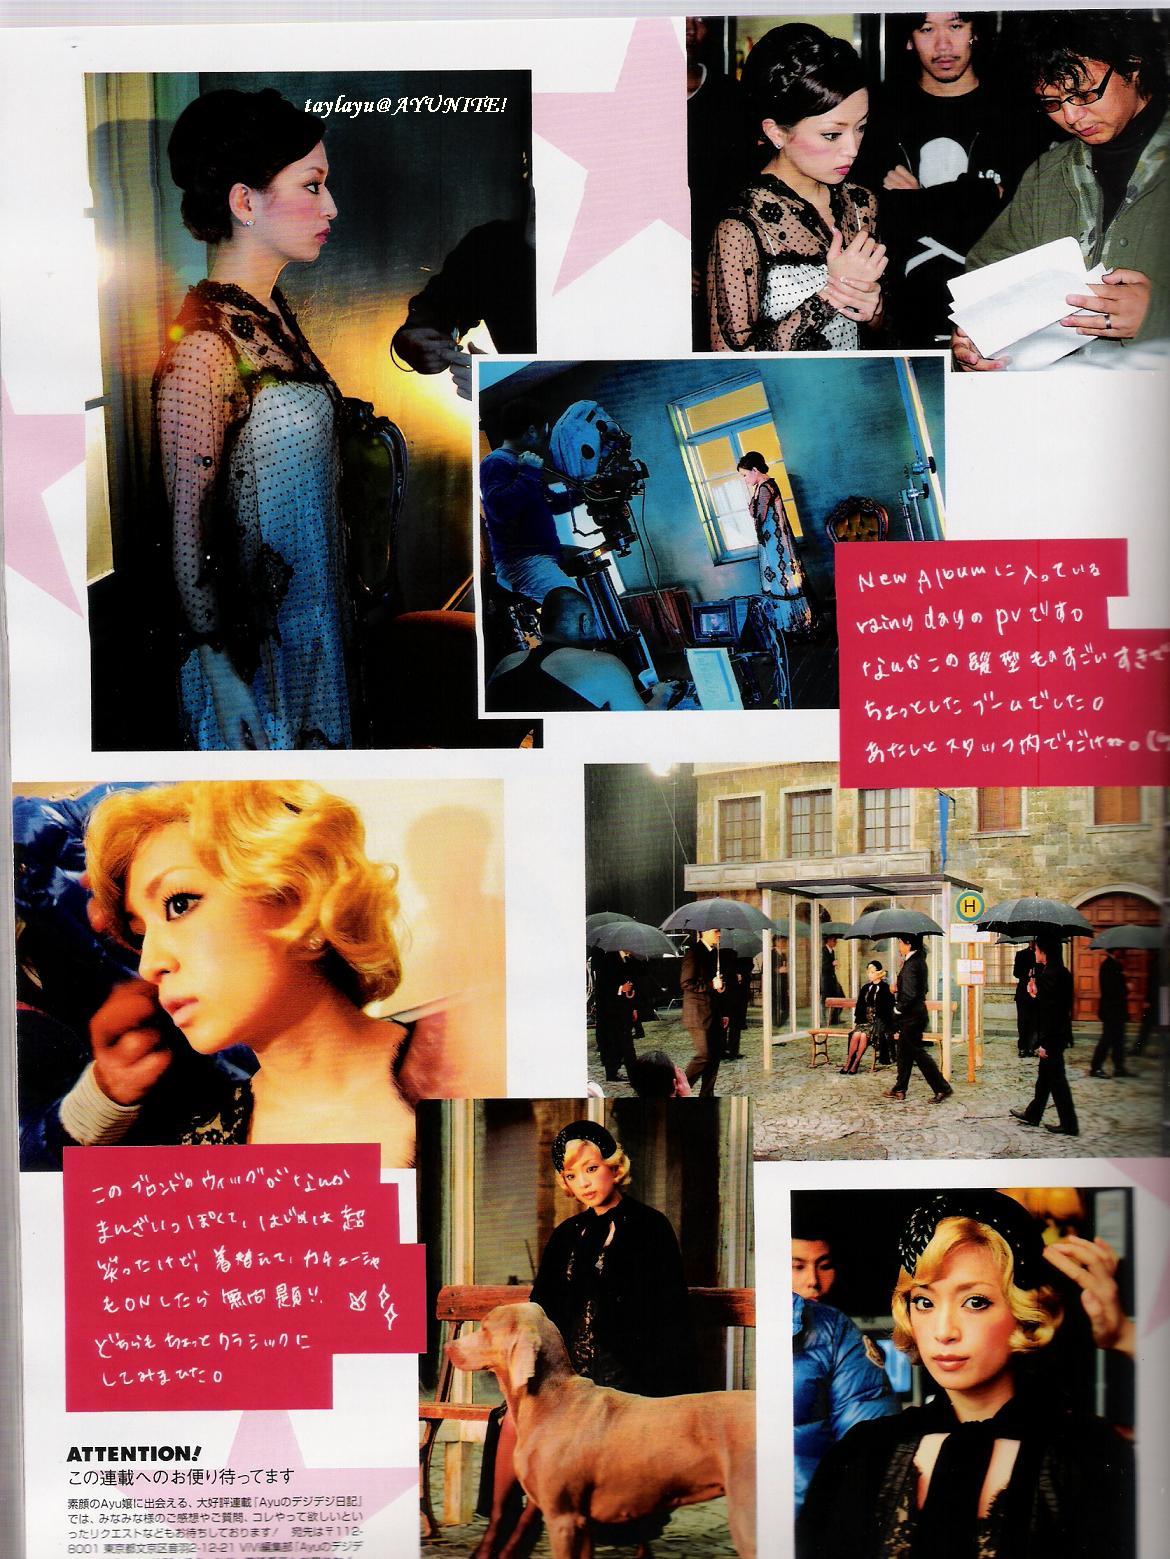 taylayu@AYUNITE!
New Albumに入っている
rainy dayのpvです。
なんかこの髪型ものすごいすきで
ちょっとしたブームでした。
あたしとスタッフ内でだけね。(
H
このブロンドのウィッグがなんか
まんざいっぽくて、はじめは超
笑ったけど、着替えて、カチューシャ
もONしたら無問題!!
どちらもちょっとクラシックに
してみまひた。
ATTENTION!
この連載へのお便り待ってます
素顔のAyu嬢に出会える、大好評連載『Ayuのデジデジ日記』
では、みなみな様のご感想やご質問、コレやって欲しいとい
ったリクエストなどもお待ちしております! 宛先は〒112-
8001 東京都文京区音羽2-12-21 ViVi編集部『Ayuのデジデ